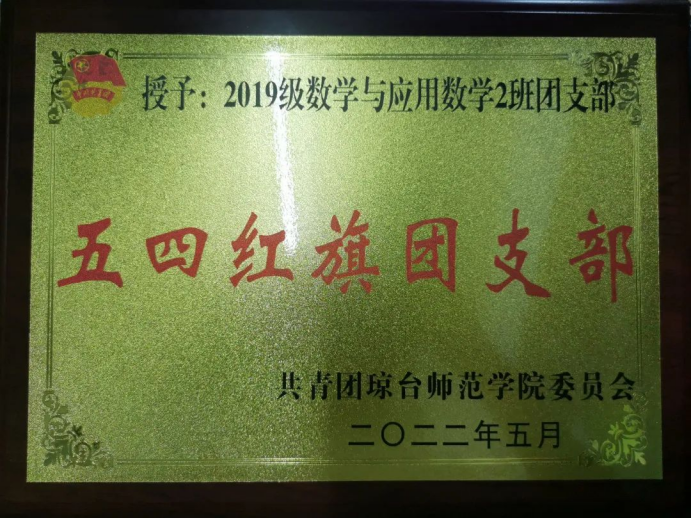 授予：2019级数学与应用数学2班团支部
五四红旗团支部
共青团琼台师范学院委员会
二〇二二年五月